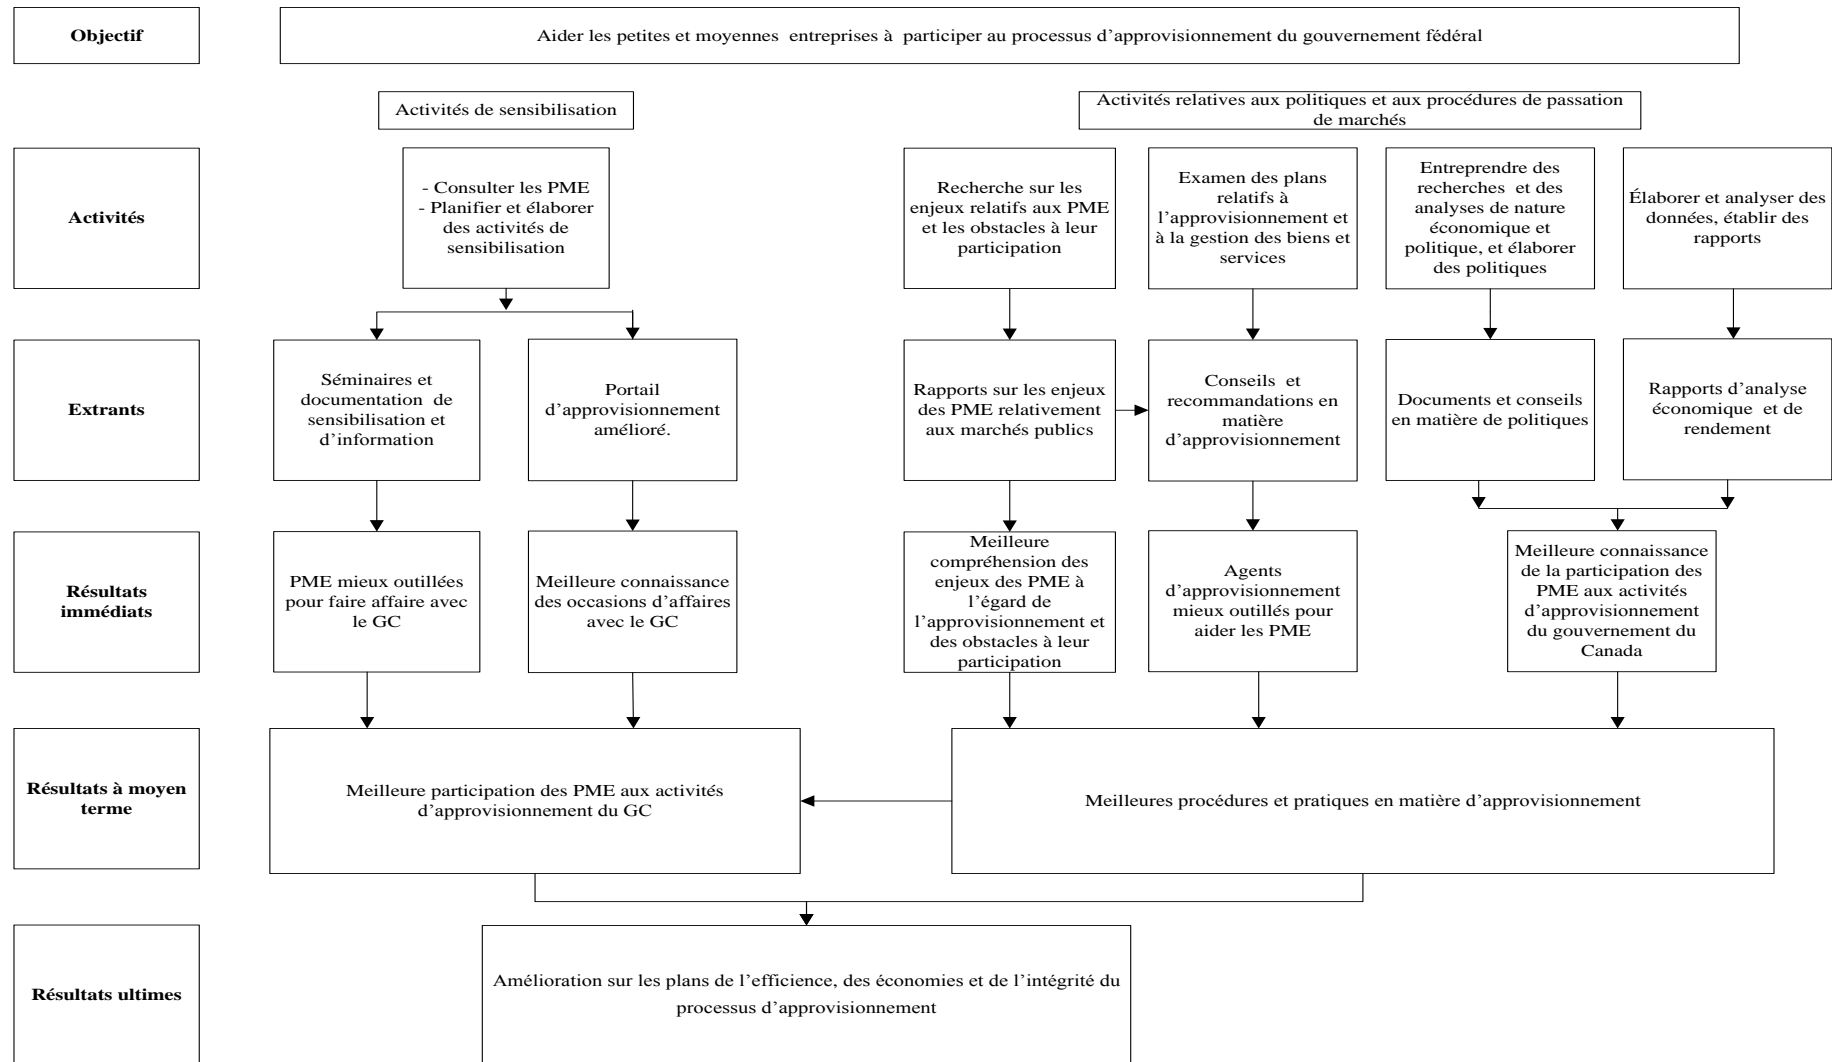 Objectif
Aider les petites et moyennes entreprises à participer au processus d’approvisionnement du gouvernement fédéral
Activités de sensibilisation
Activités relatives aux politiques et aux procédures de passation
de marchés
Activités
- Consulter les PME
- Planifier et élaborer
des activités de
sensibilisation
Recherche sur les
enjeux relatifs aux PME
et les obstacles à leur
participation
Examen des plans
relatifs à
l’approvisionnement et
à la gestion des biens et
services
Entreprendre des
recherches et des
analyses de nature
économique et
politique, et élaborer
des politiques
Élaborer et analyser des
données, établir des
rapports
Extrants
Séminaires et
documentation de
sensibilisation et
d’information
Portail
d’approvisionnement
amélioré.
Rapports sur les enjeux
des PME relativement
aux marchés publics
Conseils et
recommandations en
matière
d’approvisionnement
Documents et conseils
en matière de politiques
Rapports d’analyse
économique et de
rendement
Résultats
immédiats
PME mieux outillées
pour faire affaire avec
le GC
Meilleure connaissance
des occasions d’affaires
avec le GC
Meilleure
compréhension des
enjeux des PME à
l’égard de
l’approvisionnement et
des obstacles à leur
participation
Agents
d’approvisionnement
mieux outillés pour
aider les PME
Meilleure connaissance
de la participation des
PME aux activités
d’approvisionnement
du gouvernement du
Canada
Résultats à moyen
terme
Meilleure participation des PME aux activités
d’approvisionnement du GC
Meilleures procédures et pratiques en matière d’approvisionnement
Résultats ultimes
Amélioration sur les plans de l’efficience, des économies et de l’intégrité du
processus d’approvisionnement